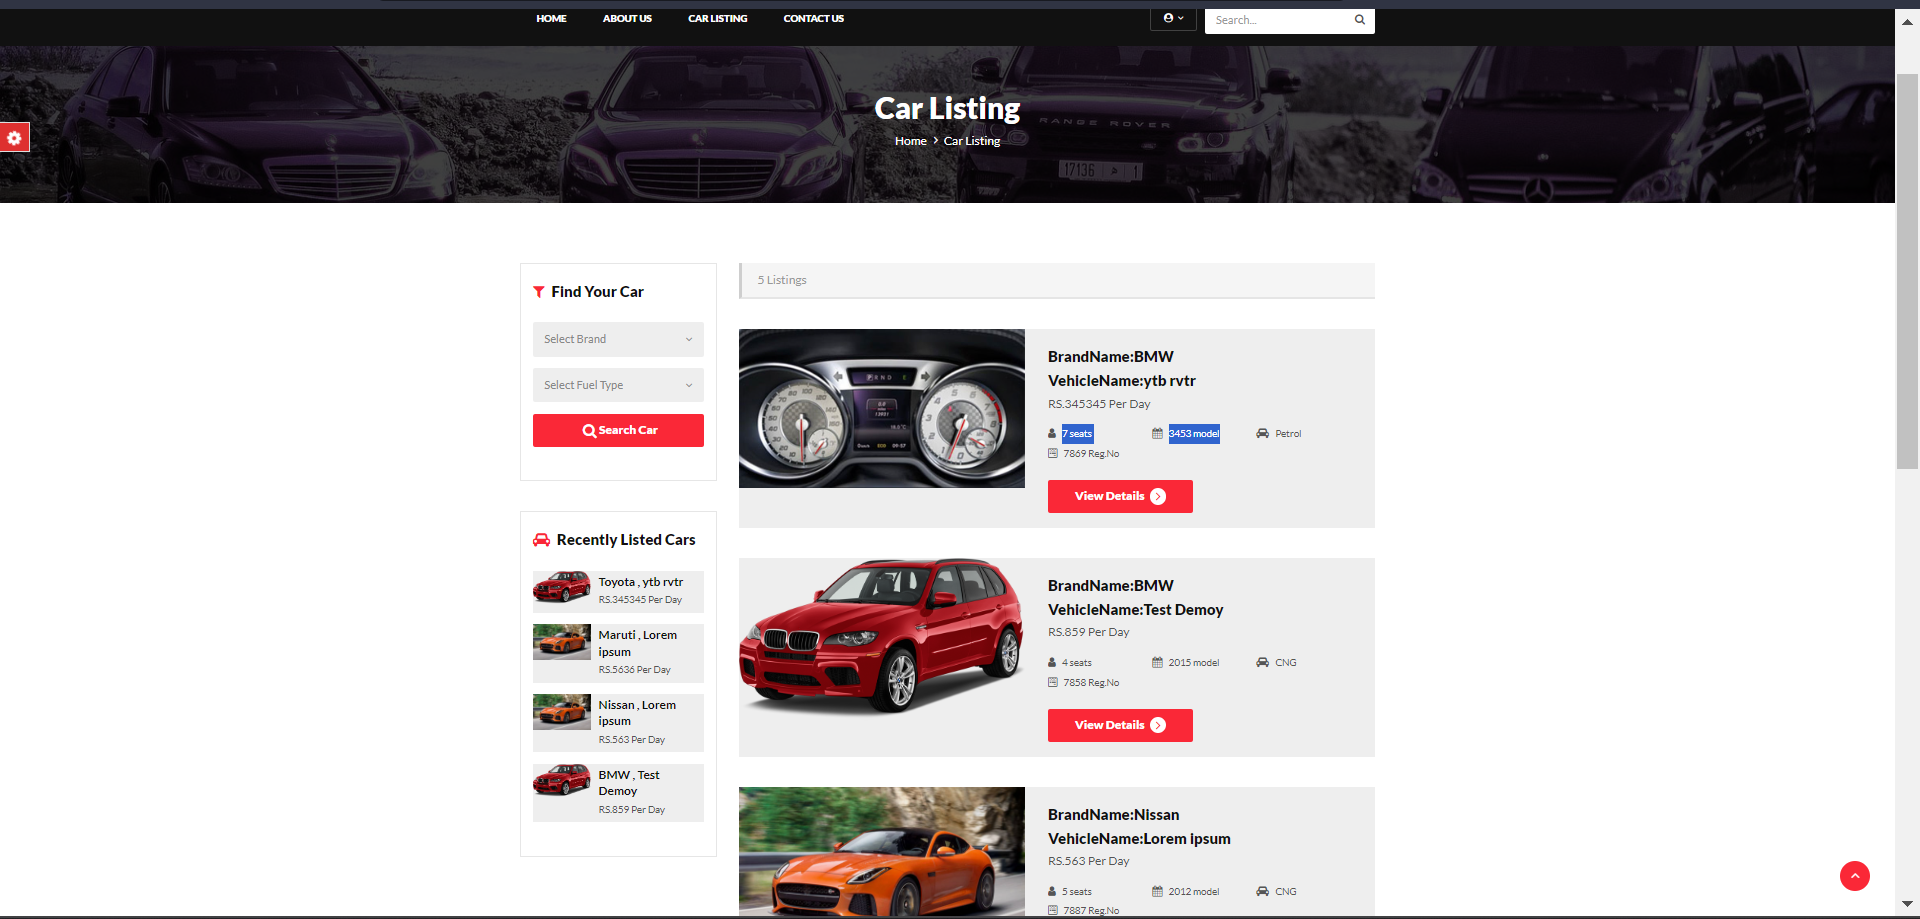 HOME ABOUT US CAR LISTING CONTACT US
Search...
Car Listing
Home > Car Listing
RANGE ROVER
17136
1
Find Your Car
Select Brand
Select Fuel Type
Search Car
Recently Listed Cars
Toyota , ytb rvtr
RS.345345 Per Day
Maruti , Lorem
ipsum
RS.5636 Per Day
Nissan , Lorem
ipsum
RS.563 Per Day
BMW , Test
Demoy
RS.859 Per Day
5 Listings
BrandName:BMW
VehicleName:ytb rvtr
RS.345345 Per Day
7 seats 3453 model Petrol
7869 Reg.No
View Details
BrandName:BMW
VehicleName:Test Demoy
RS.859 Per Day
4 seats 2015 model CNG
7858 Reg.No
View Details
BrandName:Nissan
VehicleName:Lorem ipsum
RS.563 Per Day
5 seats 2012 model CNG
7887 Reg.No